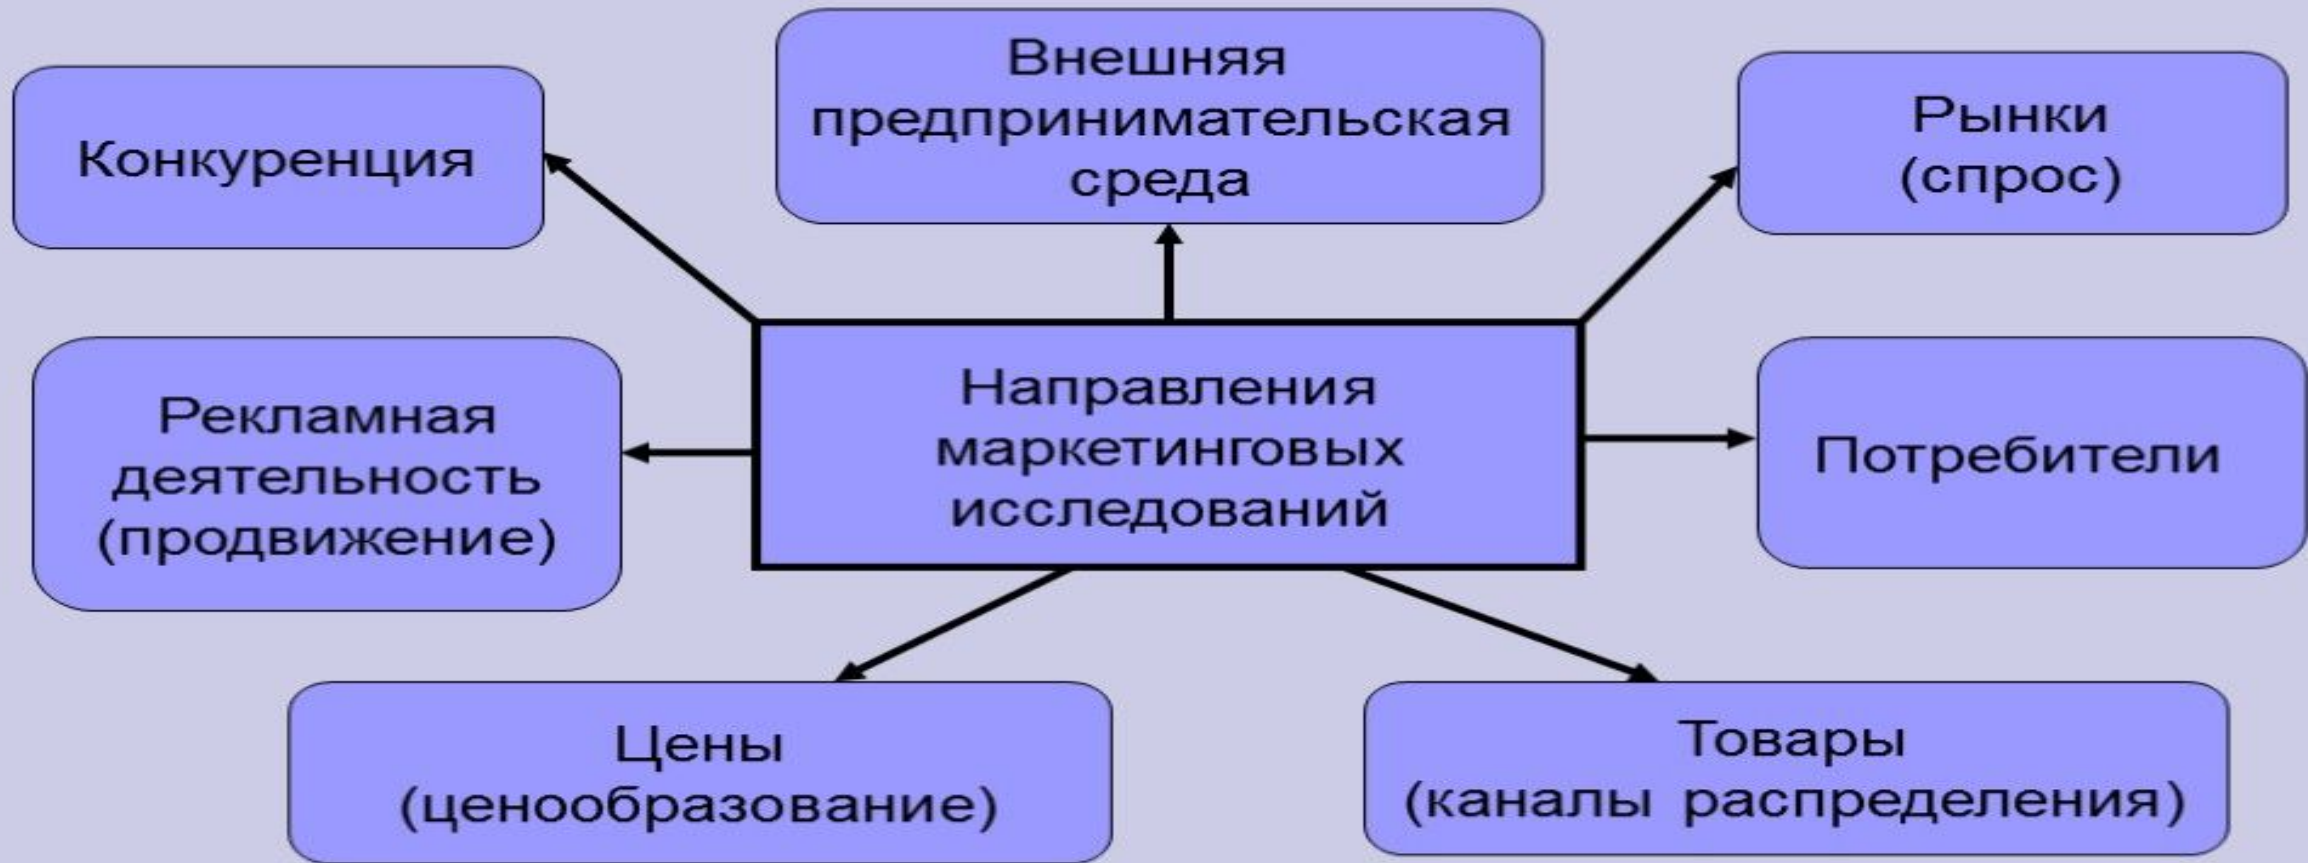 Конкуренция
Внешняя
предпринимательская
среда
Рынки
(спрос)
Рекламная
деятельность
(продвижение)
Направления
маркетинговых
исследований
Потребители
Цены
(ценообразование)
Товары
(каналы распределения)